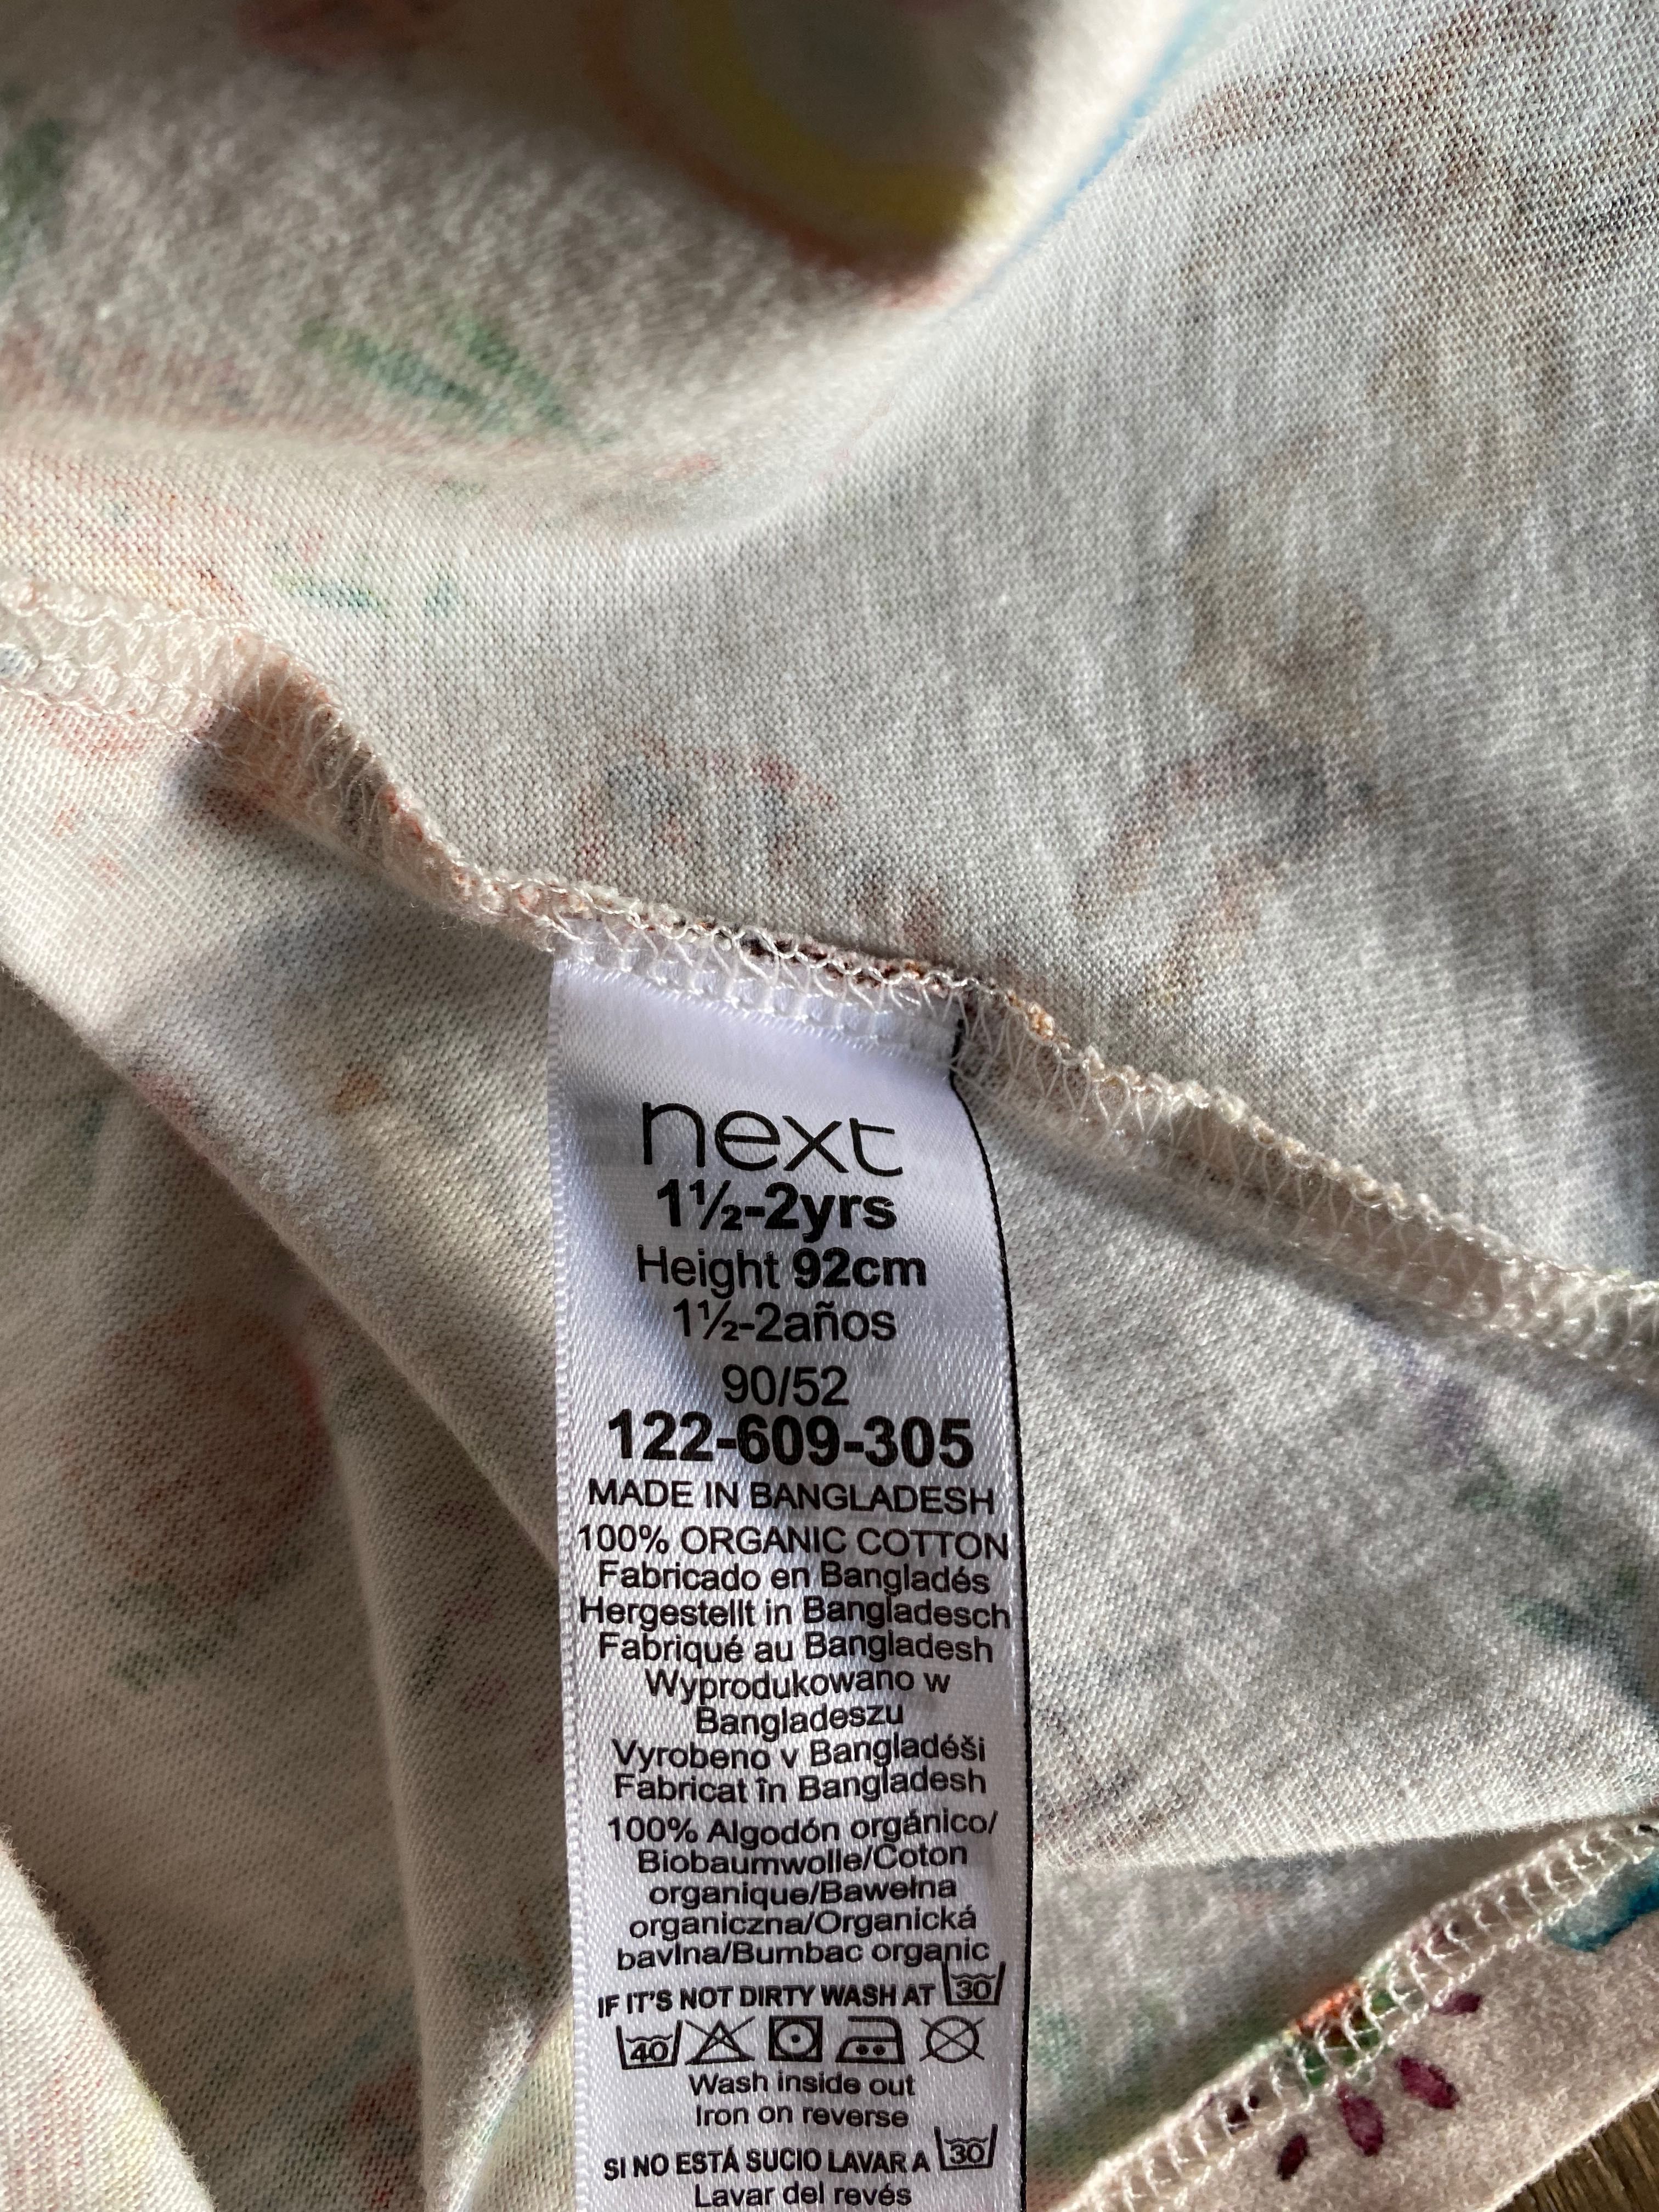 next
1½-2yrs
Height 92cm
1½-2años
90/52
122-609-305
MADE IN BANGLADESH
100% ORGANIC COTTON
Fabricado en Bangladés
Hergestellt in Bangladesch
Fabriqué au Bangladesh
Wyprodukowano w
Bangladeszu
Vyrobeno v Bangladéši
Fabricat în Bangladesh
100% Algodón orgánico/
Biobaumwolle/Coton
organique/Bawełna
organiczna/Organická
bavlna/Bumbac organic
IF IT'S NOT DIRTY WASH AT 30
40
Wash inside out
Iron on reverse
SI NO ESTÁ SUCIO LAVAR A 30
Lavar del revés